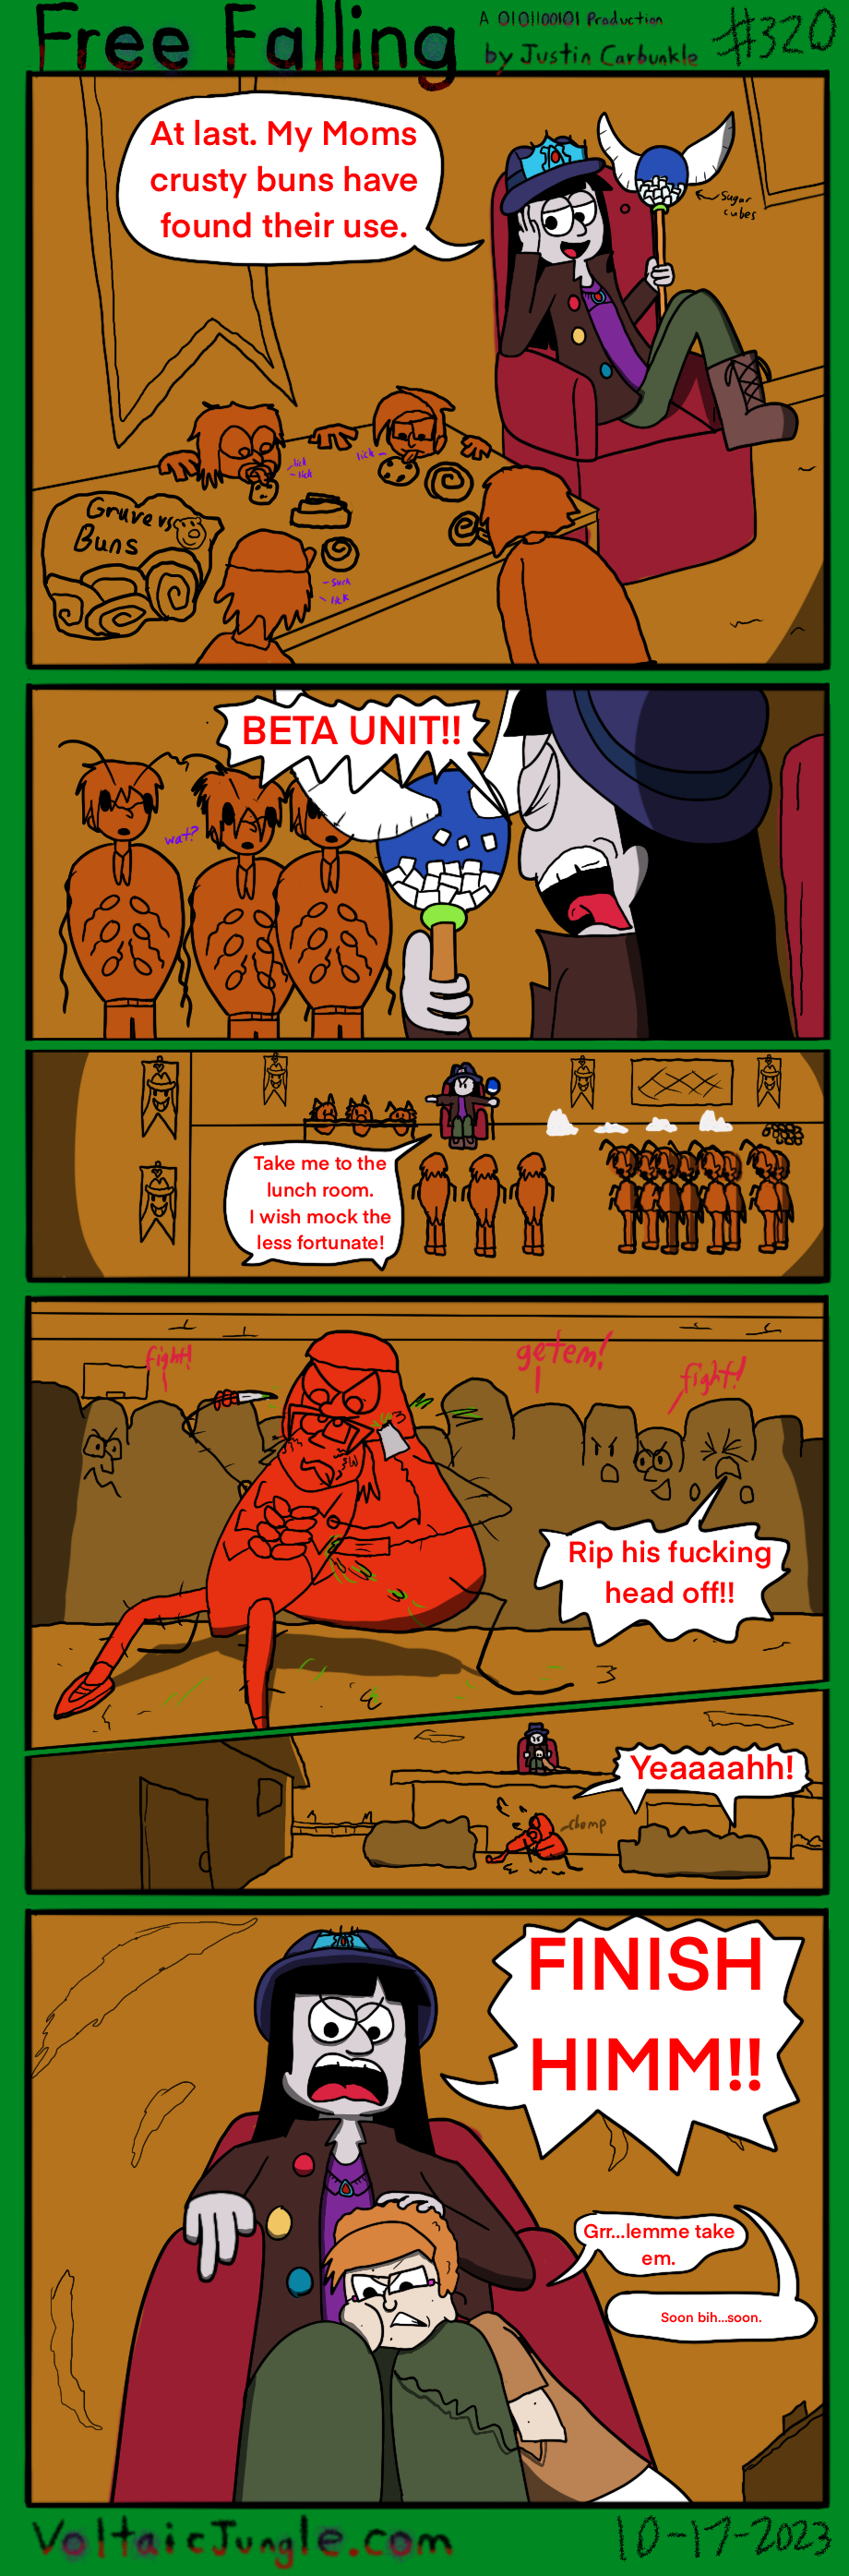 Free Falling
A 0101100101 Production
by Justin Carbunkle
#320
At last. My Moms
crusty buns have
found their use.
Sugar
cubes
lick
lick
lick
Gruvers
Buns
Suck
lick
BETA UNIT!!
wat?
Take me to the
lunch room.
I wish mock the
less fortunate!
fight!
getem!
fight!
Rip his fucking
head off!!
Yeaaaahh!
chomp
FINISH
HIMM!!
Grr...lemme take
em.
Soon bih...soon.
VoltaicJungle.com
10-17-2023